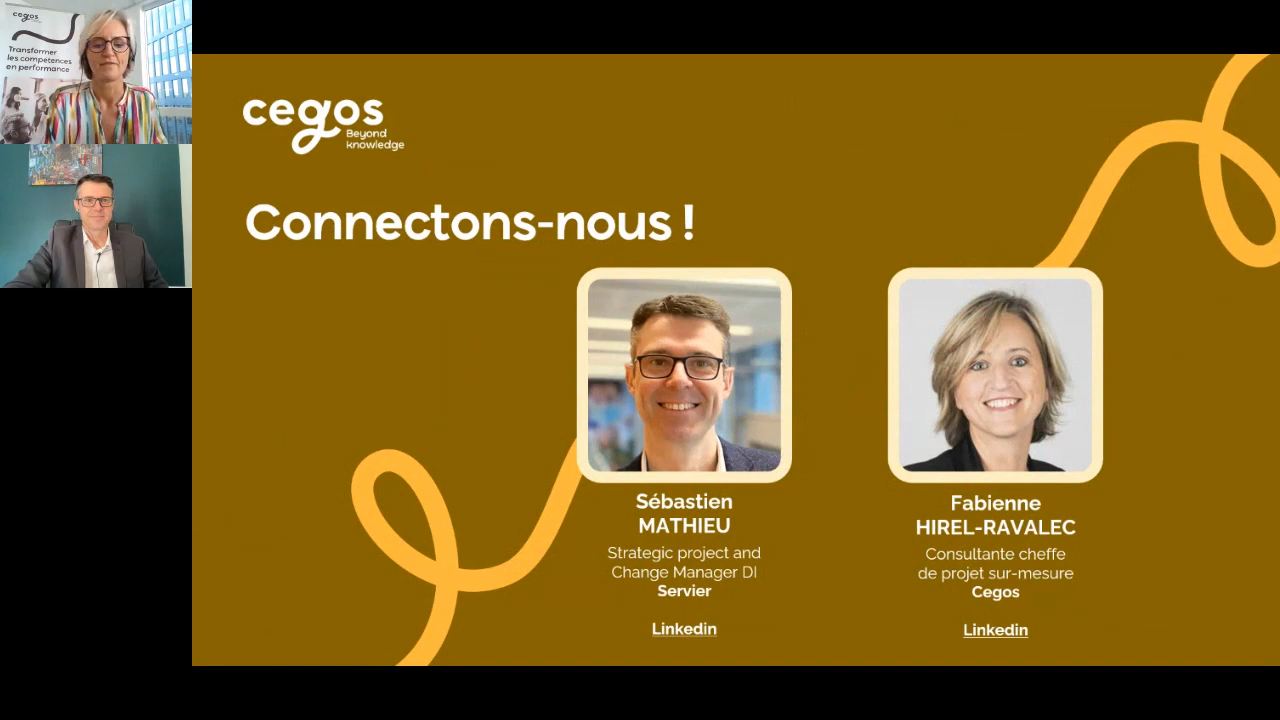 cegos
Transformer
les compétences
en performance
cegos
Beyond
knowledge
Connectons-nous !
Sébastien
MATHIEU
Strategic project and
Change Manager DI
Servier
Linkedin
Fabienne
HIREL-RAVALEC
Consultante cheffe
de projet sur-mesure
Cegos
Linkedin